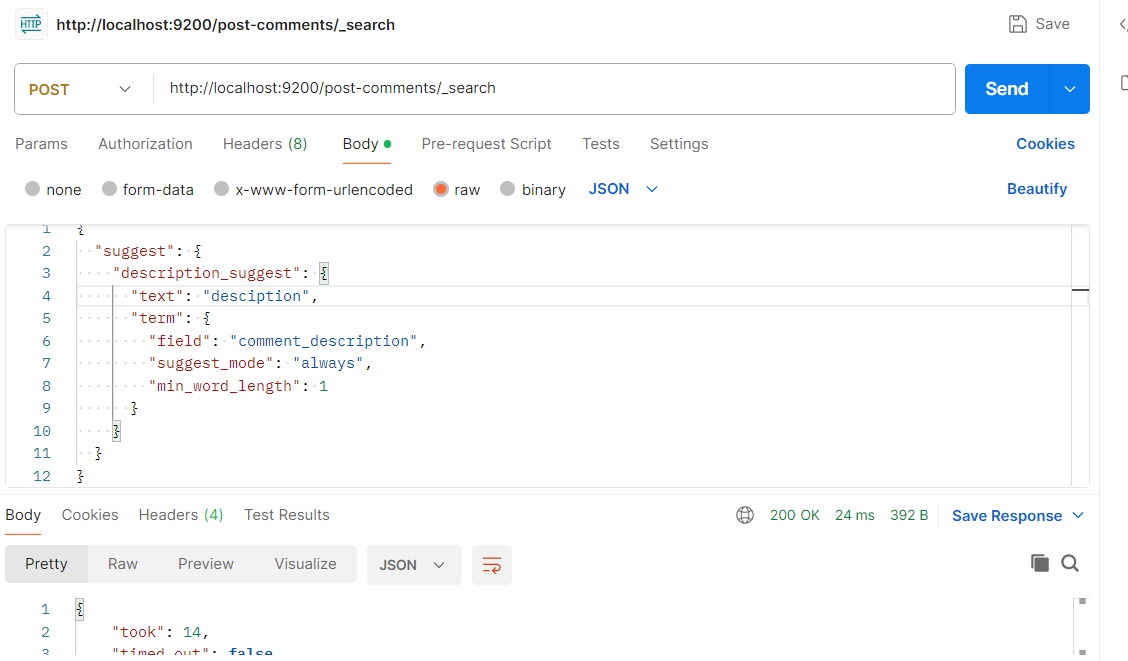 HTTP http://localhost:9200/post-comments/_search Save
POST http://localhost:9200/post-comments/_search Send
Params Authorization Headers (8) Body Pre-request Script Tests Settings Cookies
none form-data x-www-form-urlencoded raw binary JSON Beautify
1 {
2 "suggest": {
3 "description_suggest": {
4 "text": "desciption",
5 "term": {
6 "field": "comment_description",
7 "suggest_mode": "always",
8 "min_word_length": 1
9 }
10 }
11 }
12 }
Body Cookies Headers (4) Test Results 200 OK 24 ms 392 B Save Response
Pretty Raw Preview Visualize JSON
1 {
2 "took": 14,
3 "timed_out": false